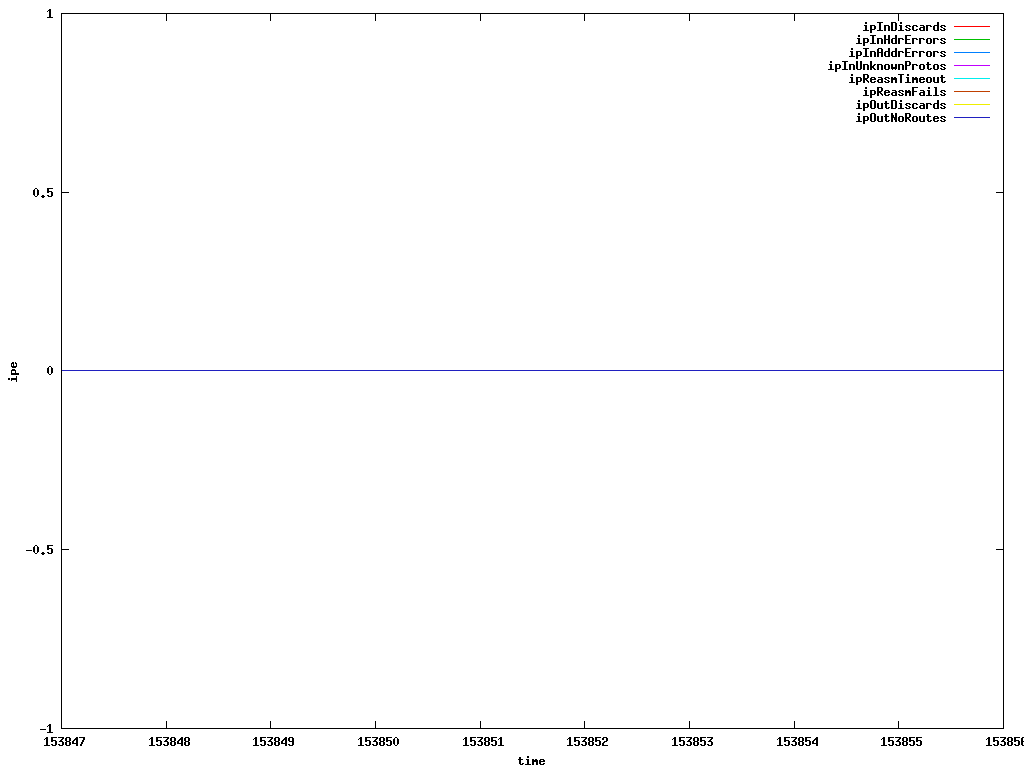 1
ipInDiscards
ipInHdrErrors
ipInAddrErrors
ipInUnknownProtos
ipReasmTimeout
ipReasmFails
ipOutDiscards
ipOutNoRoutes
0.5
ipe
0
-0.5
-1
153847 153848 153849 153850 153851 153852 153853 153854 153855 153856
time